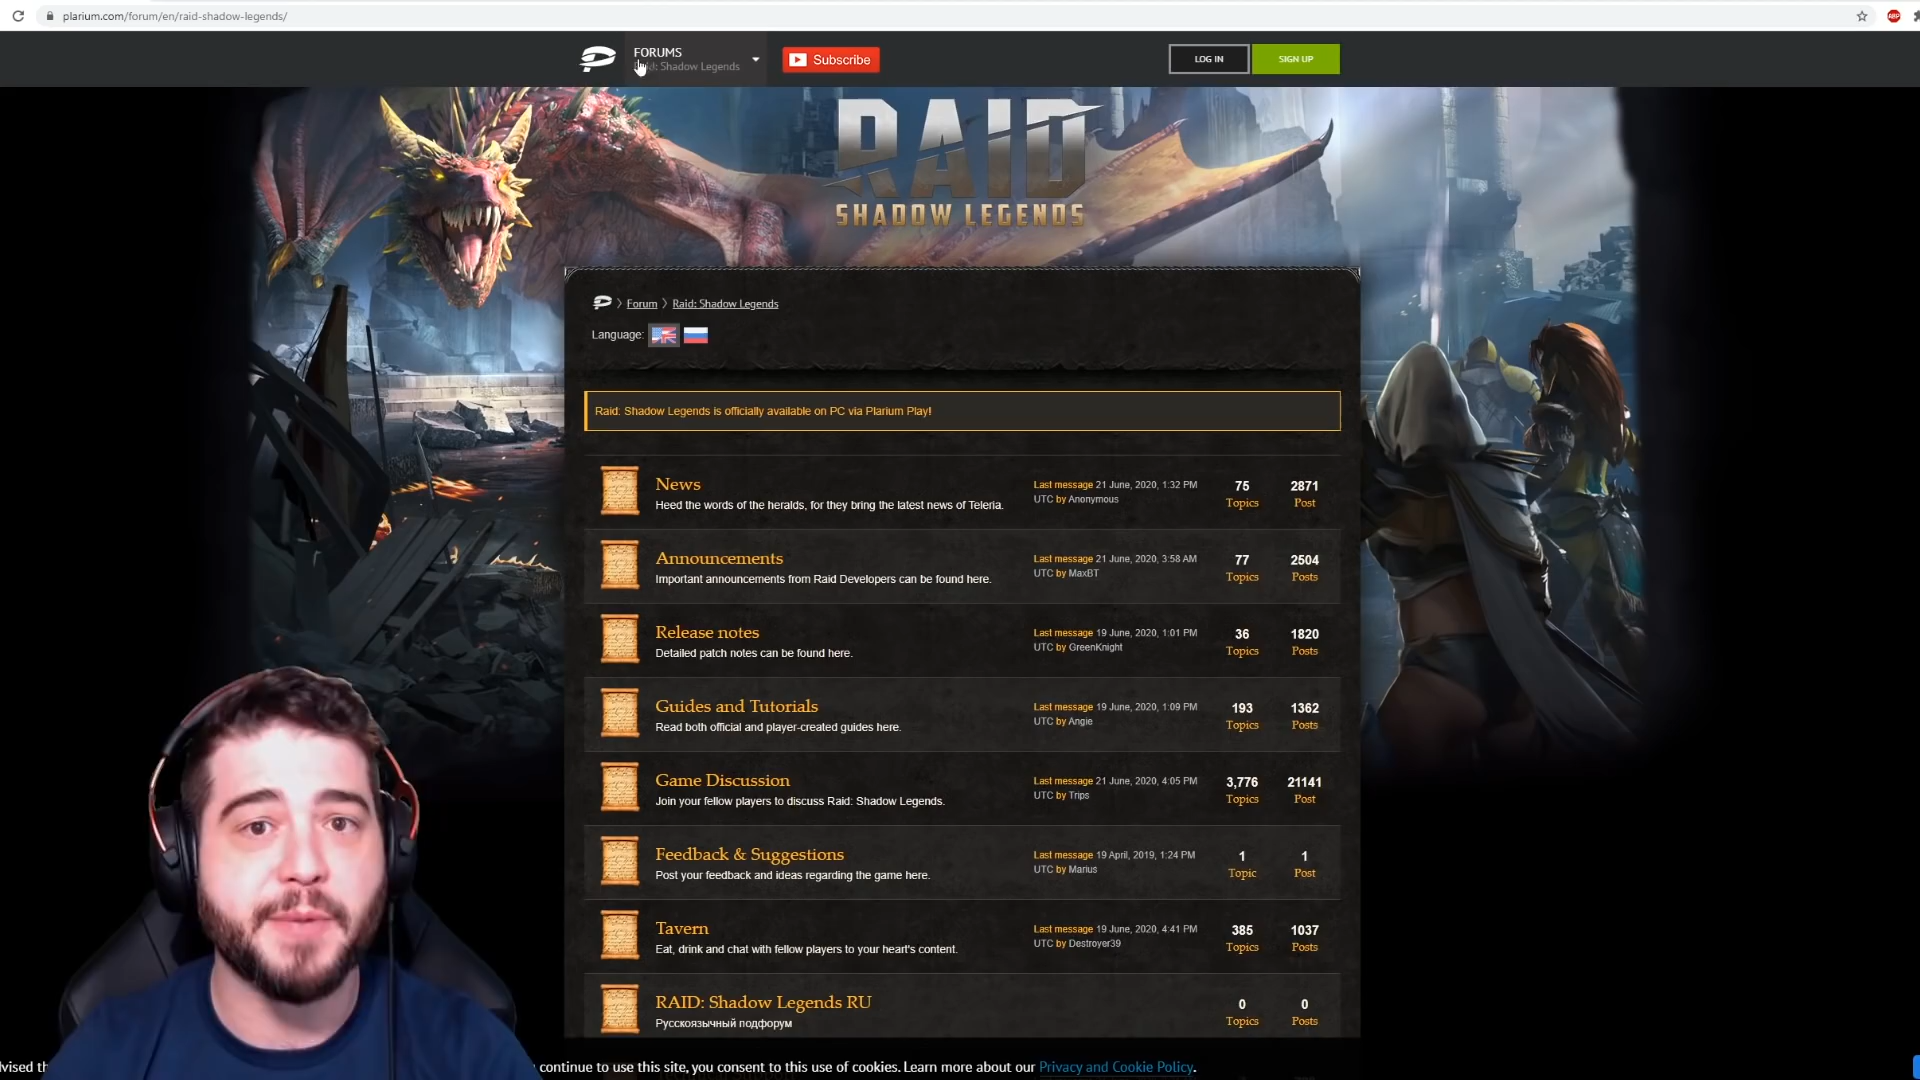 plarium.com/forum/en/raid-shadow-legends/
ABP
FORUMS
Raid: Shadow Legends
Subscribe
LOG IN
SIGN UP
RAID
SHADOW LEGENDS
Forum
Raid: Shadow Legends
Language:
Raid: Shadow Legends is officially available on PC via Plarium Play!
News
Heed the words of the heralds, for they bring the latest news of Teleria.
Last message 21 June, 2020, 1:32 PM
UTC by Anonymous
75
Topics
2871
Post
Announcements
Important announcements from Raid Developers can be found here.
Last message 21 June, 2020, 3:58 AM
UTC by MaxBT
77
Topics
2504
Posts
Release notes
Detailed patch notes can be found here.
Last message 19 June, 2020, 1:01 PM
UTC by GreenKnight
36
Topics
1820
Posts
Guides and Tutorials
Read both official and player-created guides here.
Last message 19 June, 2020, 1:09 PM
UTC by Angie
193
Topics
1362
Posts
Game Discussion
Join your fellow players to discuss Raid: Shadow Legends.
Last message 21 June, 2020, 4:05 PM
UTC by Trips
3,776
Topics
21141
Post
Feedback & Suggestions
Post your feedback and ideas regarding the game here.
Last message 19 April, 2019, 1:24 PM
UTC by Marius
1
Topic
1
Post
Tavern
Eat, drink and chat with fellow players to your heart's content.
Last message 19 June, 2020, 4:41 PM
UTC by Destroyer39
385
Topics
1037
Posts
RAID: Shadow Legends RU
Русскоязычный подфорум
0
Topics
0
Posts
continue to use this site, you consent to this use of cookies. Learn more about our Privacy and Cookie Policy.